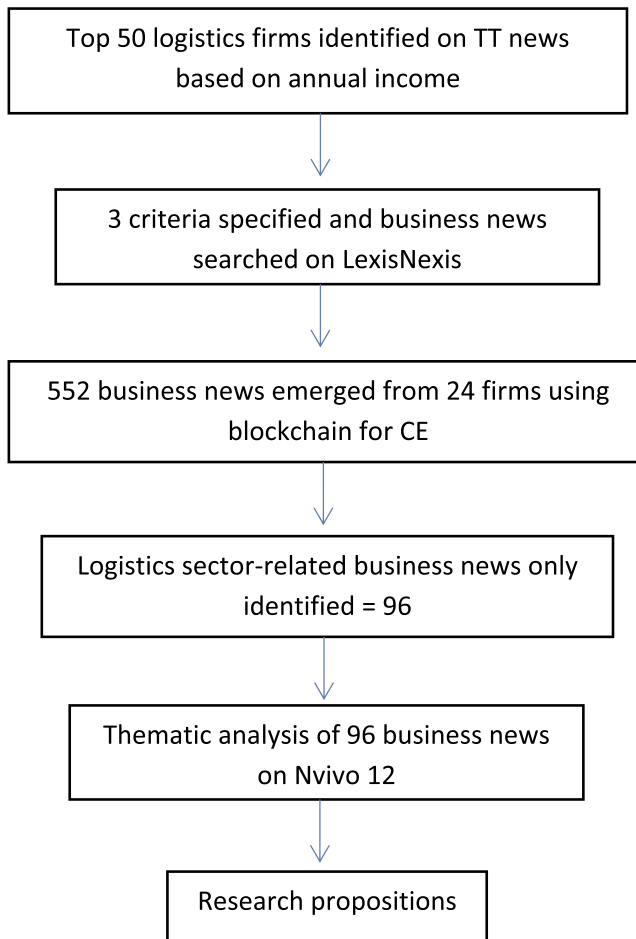 Top 50 logistics firms identified on TT news
based on annual income
3 criteria specified and business news
searched on LexisNexis
552 business news emerged from 24 firms using
blockchain for CE
Logistics sector-related business news only
identified = 96
Thematic analysis of 96 business news
on Nvivo 12
Research propositions